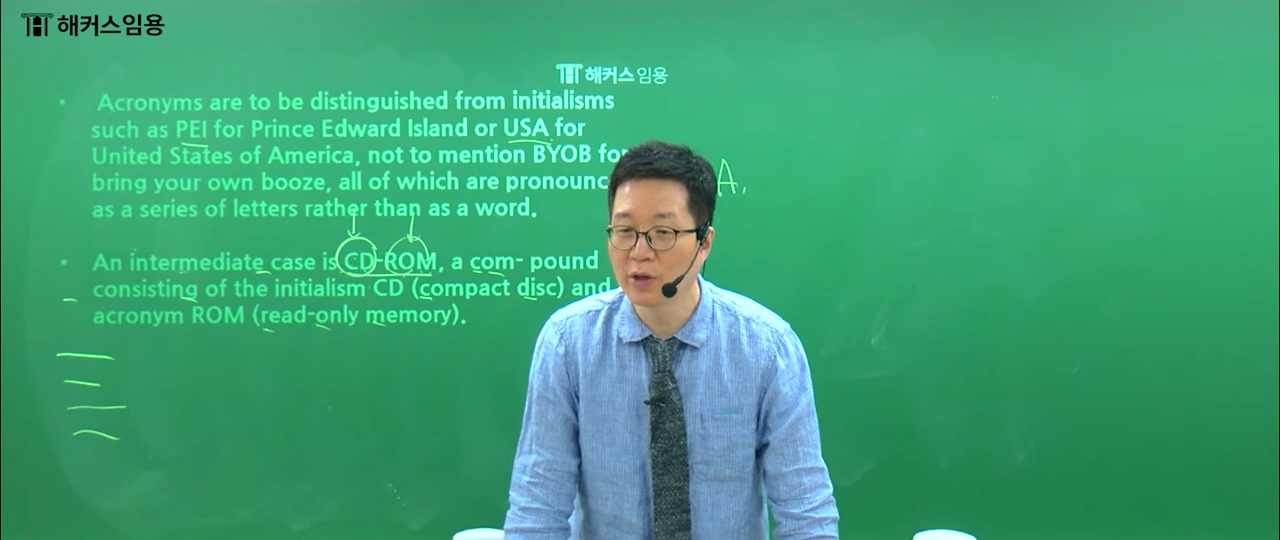 해커스임용
해커스임용
• Acronyms are to be distinguished from initialisms
such as PEI for Prince Edward Island or USA for
United States of America, not to mention BYOB
bring your own booze, all of which are
A.
as a series of letters rather than as a word.
• An intermediate case is CD-ROM, a com- pound
consisting of the initialism CD (compact disc) and
acronym ROM (read-only memory).